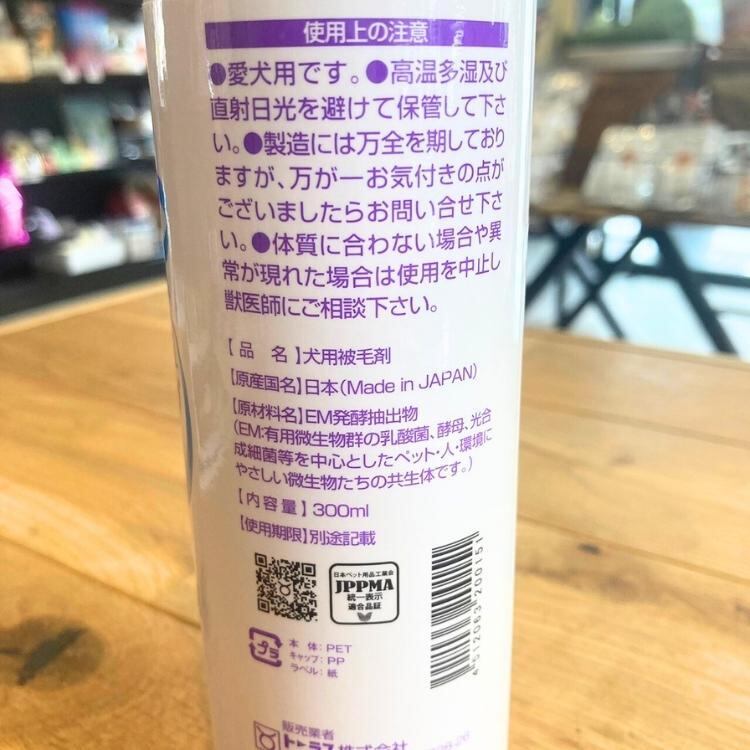 使用上の注意
●愛犬用です。●高温多湿及び
直射日光を避けて保管して下さ
い。●製造には万全を期しており
ますが、万が一お気付きの点が
ございましたらお問い合せ下さ
い。●体質に合わない場合や異
常が現れた場合は使用を中止し
獣医師にご相談下さい。
【品 名】犬用被毛剤
【原産国名】日本(Made in JAPAN)
【原材料名】EM発酵抽出物
(EM:有用微生物群の乳酸菌、酵母、光合
成細菌等を中心としたペット・人・環境に
やさしい微生物たちの共生体です。)
【内容量】300ml
【使用期限】別途記載
日本ペット用品工業会
JPPMA
統一表示
適合品証
4512063200151
プラ
本体:PET
キャップ:PP
ラベル:紙
販売業者
トーラス株式会社